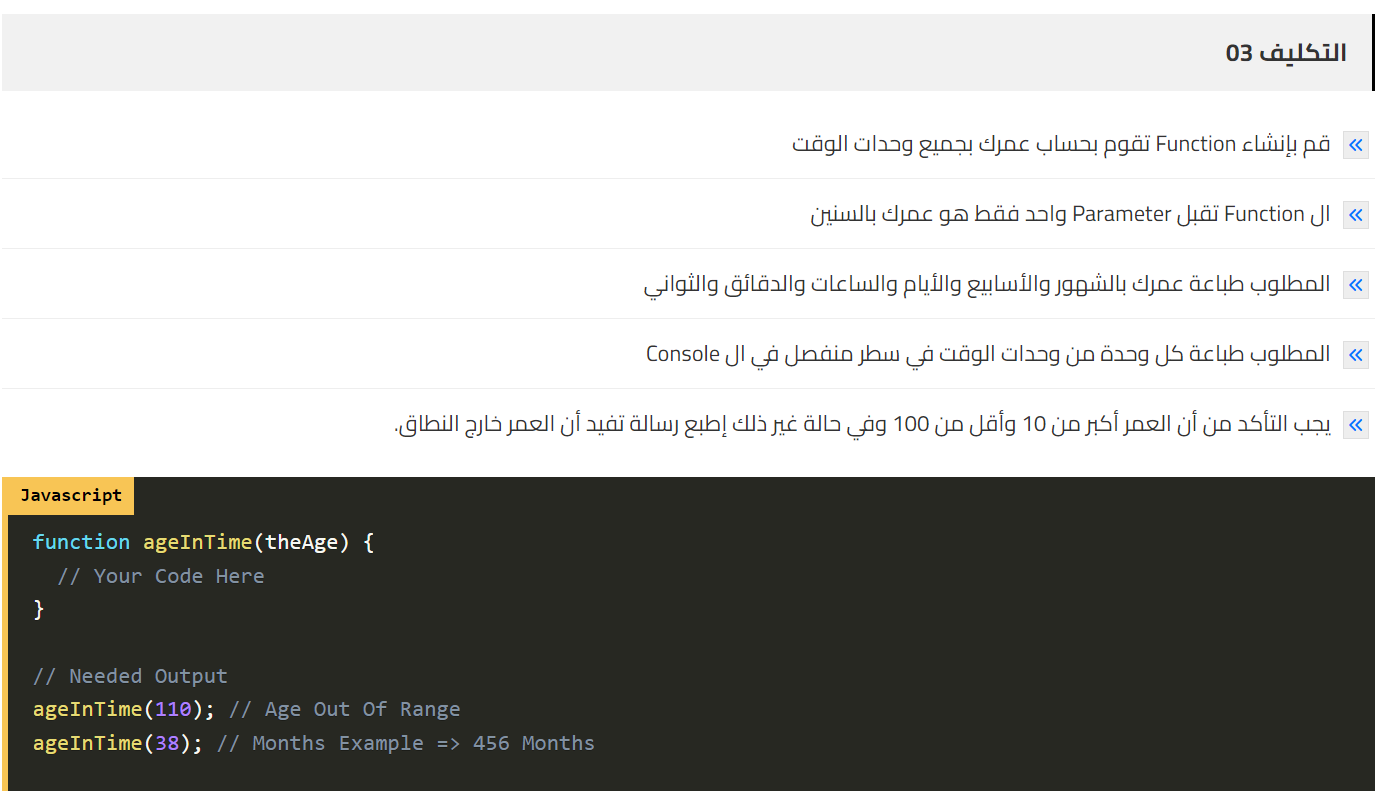 التكليف 03
قم بإنشاء Function تقوم بحساب عمرك بجميع وحدات الوقت
ال Function تقبل Parameter واحد فقط هو عمرك بالسنين
المطلوب طباعة عمرك بالشهور والأسابيع والأيام والساعات والدقائق والثواني
المطلوب طباعة كل وحدة من وحدات الوقت في سطر منفصل في ال Console
يجب التأكد من أن العمر أكبر من 10 وأقل من 100 وفي حالة غير ذلك إطبع رسالة تفيد أن العمر خارج النطاق.
Javascript
function ageInTime(theAge) {
  // Your Code Here
}
// Needed Output
ageInTime(110); // Age Out Of Range
ageInTime(38); // Months Example => 456 Months